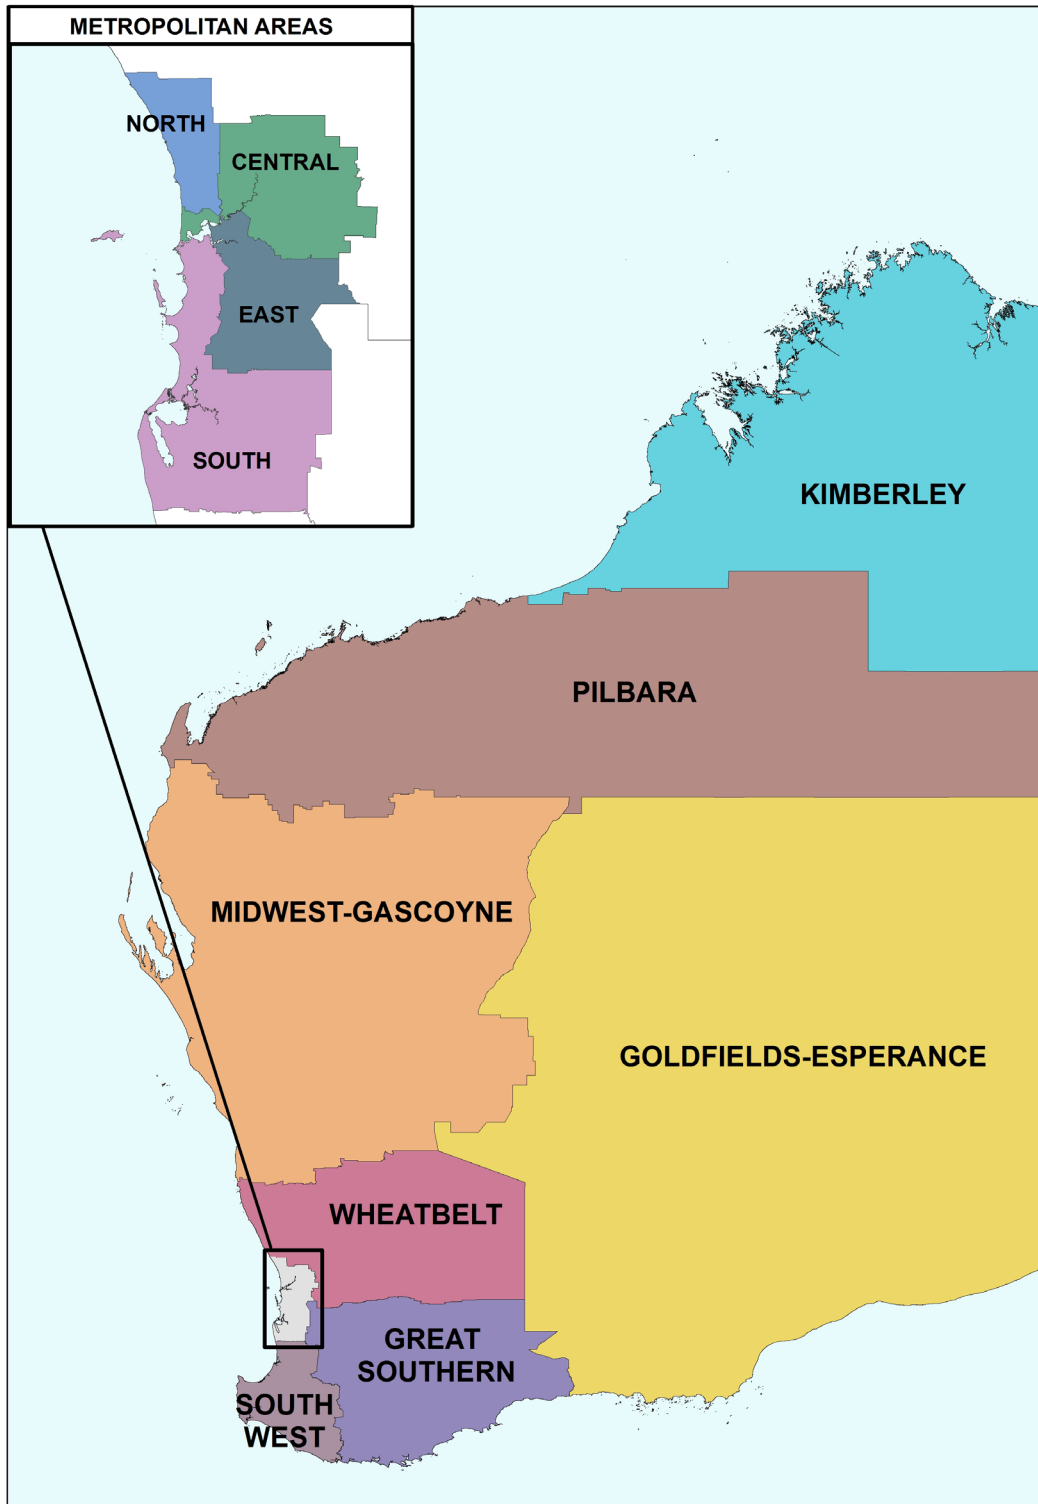 METROPOLITAN AREAS
NORTH
CENTRAL
EAST
SOUTH
KIMBERLEY
PILBARA
MIDWEST-GASCOYNE
GOLDFIELDS-ESPERANCE
WHEATBELT
GREAT
SOUTHERN
SOUTH
WEST